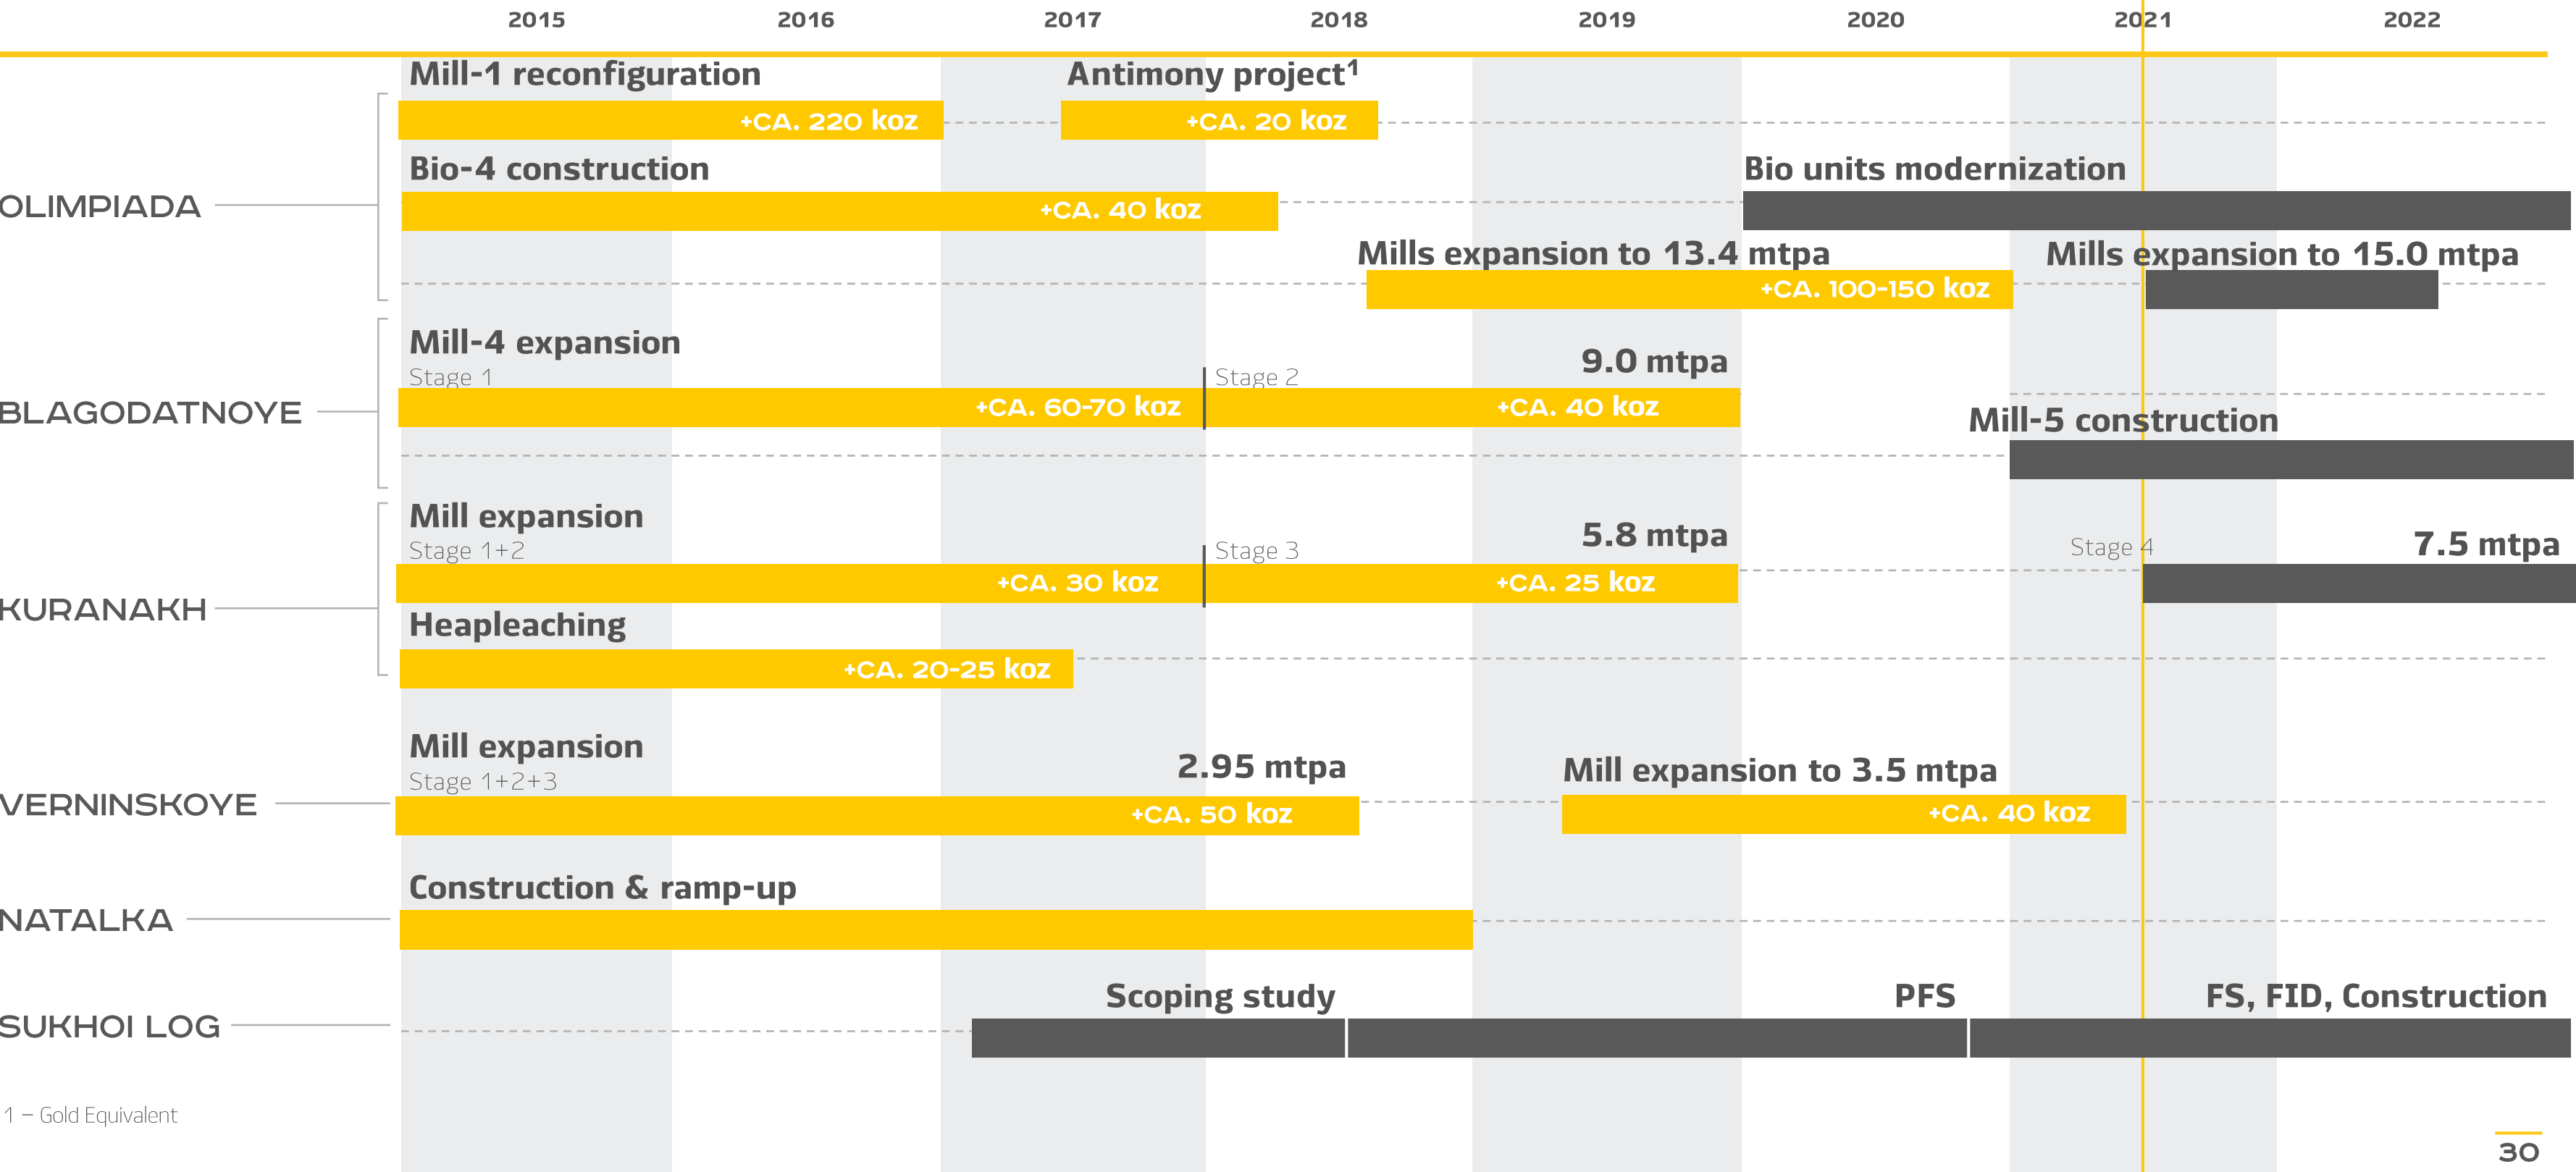 2015 2016 2017 2018 2019 2020 2021 2022
Mill-1 reconfiguration
Antimony project¹
+CA. 220 koz
+CA. 20 koz
Bio-4 construction
Bio units modernization
OLIMPIADA
+CA. 40 koz
Mills expansion to 13.4 mtpa
Mills expansion to 15.0 mtpa
+CA. 100-150 koz
Mill-4 expansion
Stage 1
Stage 2
9.0 mtpa
BLAGODATNOYE
+CA. 60-70 koz
+CA. 40 koz
Mill-5 construction
Mill expansion
Stage 1+2
Stage 3
5.8 mtpa
Stage 4
7.5 mtpa
+CA. 30 koz
+CA. 25 koz
KURANAKH
Heapleaching
+CA. 20-25 koz
Mill expansion
Stage 1+2+3
2.95 mtpa
Mill expansion to 3.5 mtpa
VERNINSKOYE
+CA. 50 koz
+CA. 40 koz
Construction & ramp-up
NATALKA
Scoping study
PFS
FS, FID, Construction
SUKHOI LOG
1 – Gold Equivalent
30